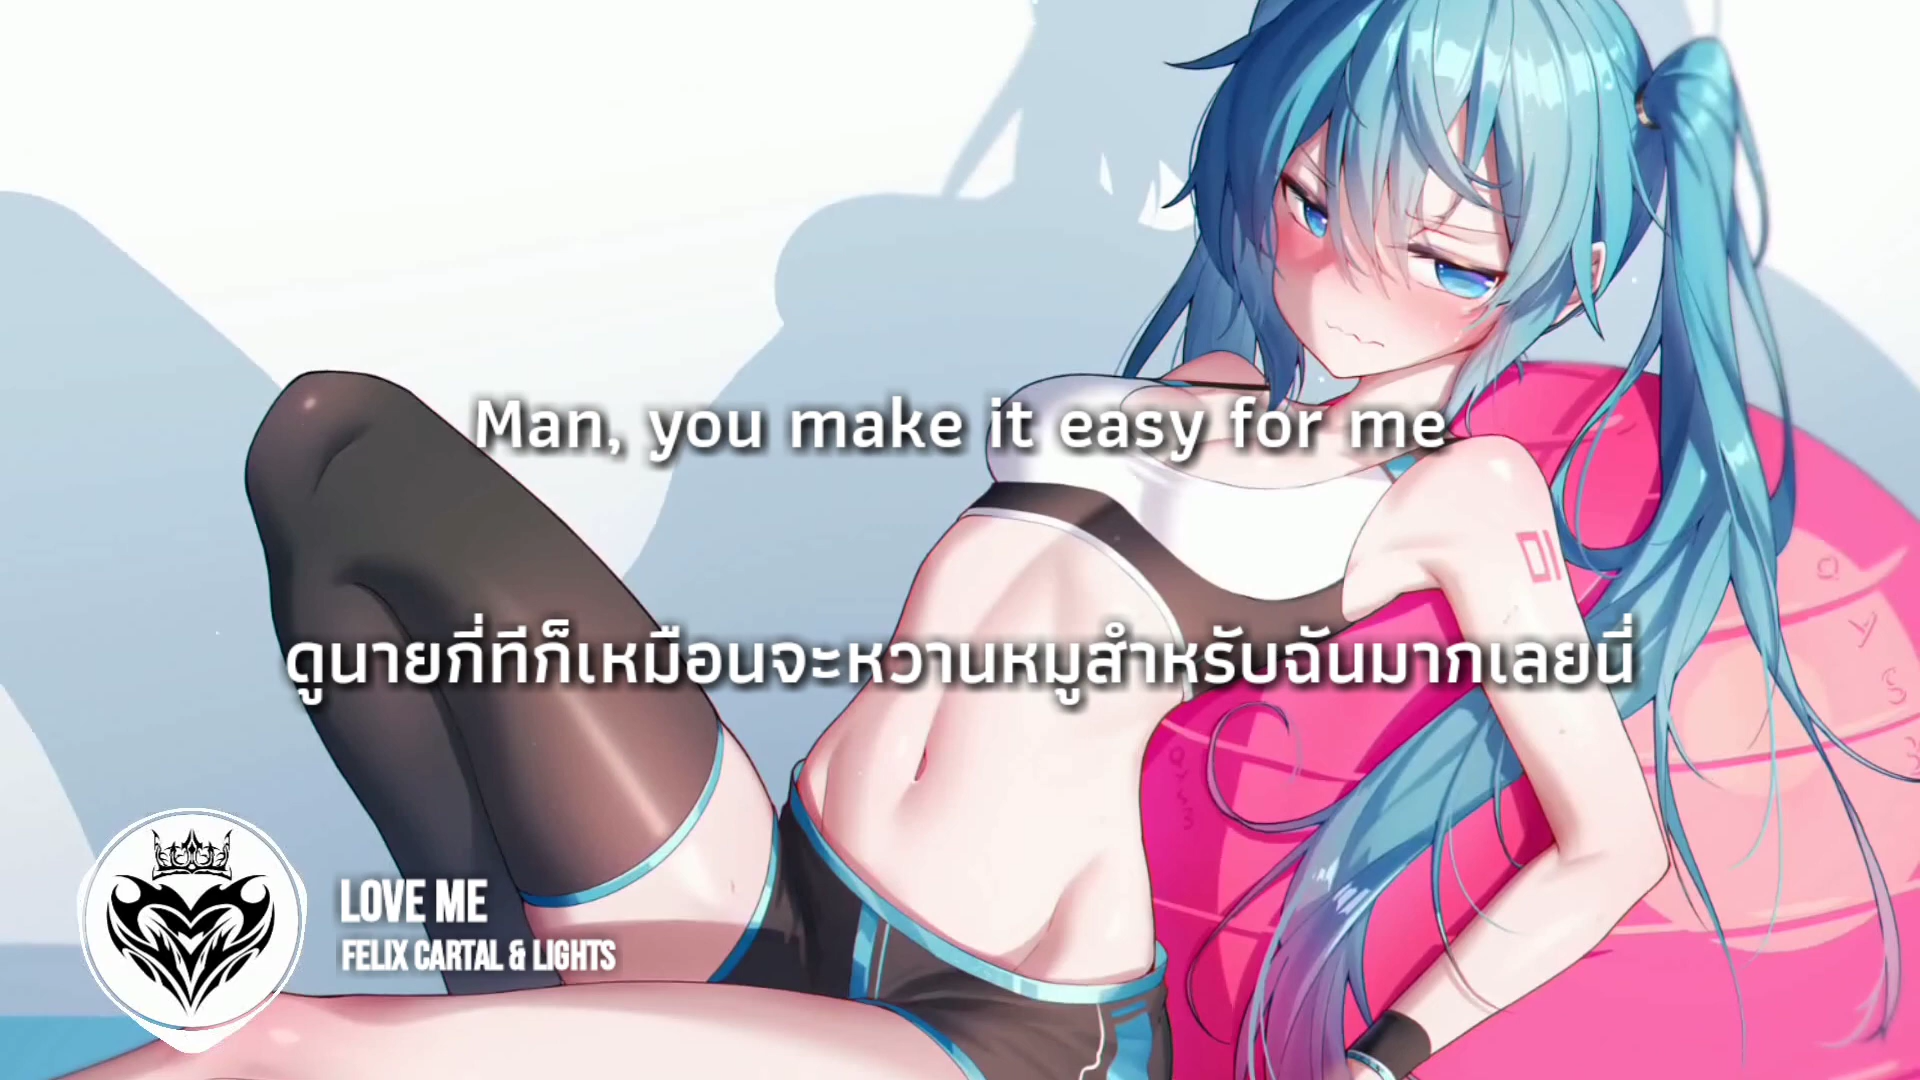 Man, you make it easy for me
01
ดูนายกี่ทีก็เหมือนจะหวานหมูสำหรับฉันมากเลยนี่
LOVE ME
FELIX CARTAL & LIGHTS